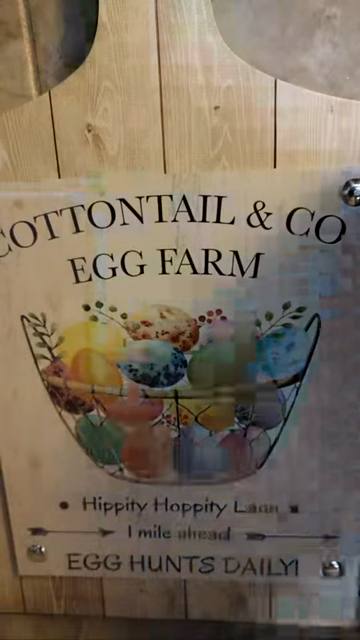 COTTONTAIL & CO
EGG FARM
• Hippity Hoppity Lane •
1 mile ahead
EGG HUNTS DAILY!